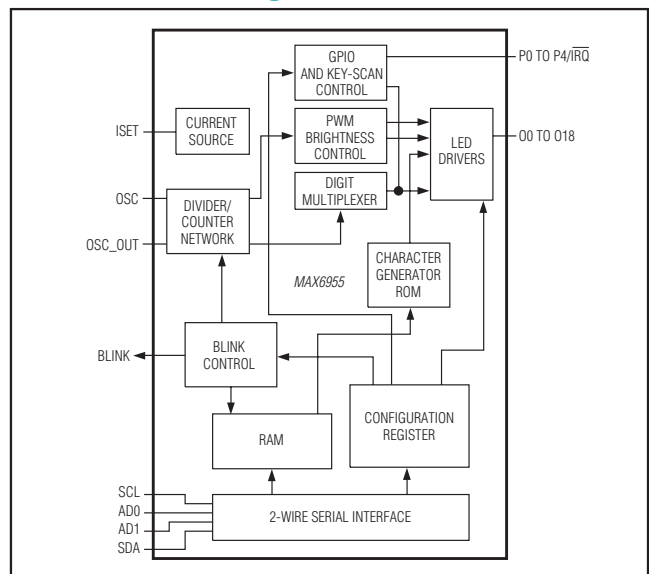 GPIO
AND KEY-SCAN
CONTROL
P0 TO P4/IRQ
ISET
CURRENT
SOURCE
PWM
BRIGHTNESS
CONTROL
LED
DRIVERS
O0 TO O18
OSC
OSC_OUT
DIVIDER/
COUNTER
NETWORK
DIGIT
MULTIPLEXER
MAX6955
CHARACTER
GENERATOR
ROM
BLINK
BLINK
CONTROL
RAM
CONFIGURATION
REGISTER
SCL
AD0
AD1
SDA
2-WIRE SERIAL INTERFACE